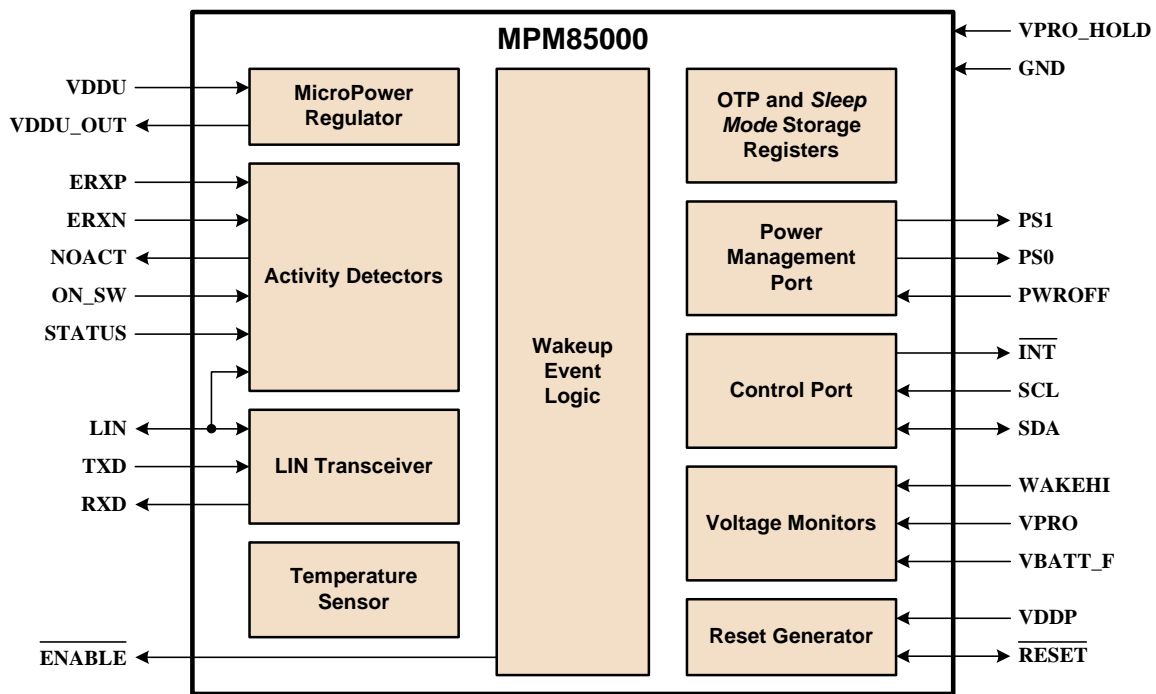 MPM85000
VDDU
VDDU_OUT
MicroPower
Regulator
ERXP
ERXN
NOACT
ON_SW
STATUS
Activity Detectors
LIN
TXD
RXD
LIN Transceiver
Temperature
Sensor
ENABLE
Wakeup
Event
Logic
OTP and Sleep
Mode Storage
Registers
Power
Management
Port
Control Port
Voltage Monitors
Reset Generator
VPRO_HOLD
GND
PS1
PS0
PWROFF
INT
SCL
SDA
WAKEHI
VPRO
VBATT_F
VDDP
RESET